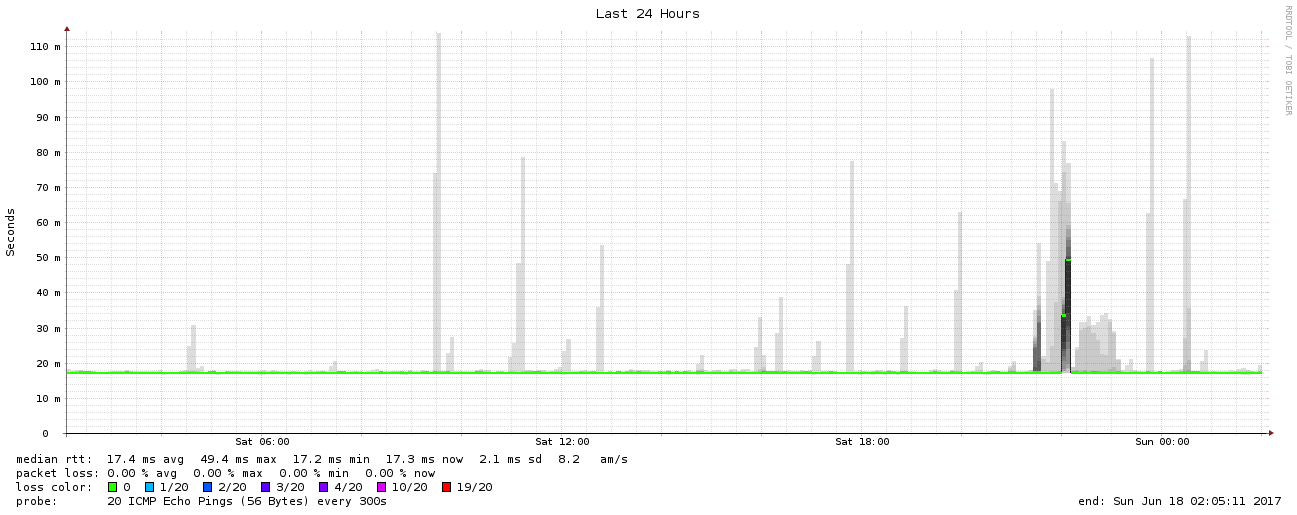 Last 24 Hours
RRDTOOL / TOBI OETIKER
Seconds
110 m
100 m
90 m
80 m
70 m
60 m
50 m
40 m
30 m
20 m
10 m
0
Sat 06:00 Sat 12:00 Sat 18:00 Sun 00:00
median rtt: 17.4 ms avg 49.4 ms max 17.2 ms min 17.3 ms now 2.1 ms sd 8.2 am/s
packet loss: 0.00 % avg 0.00 % max 0.00 % min 0.00 % now
loss color: 0 1/20 2/20 3/20 4/20 10/20 19/20
probe: 20 ICMP Echo Pings (56 Bytes) every 300s end: Sun Jun 18 02:05:11 2017